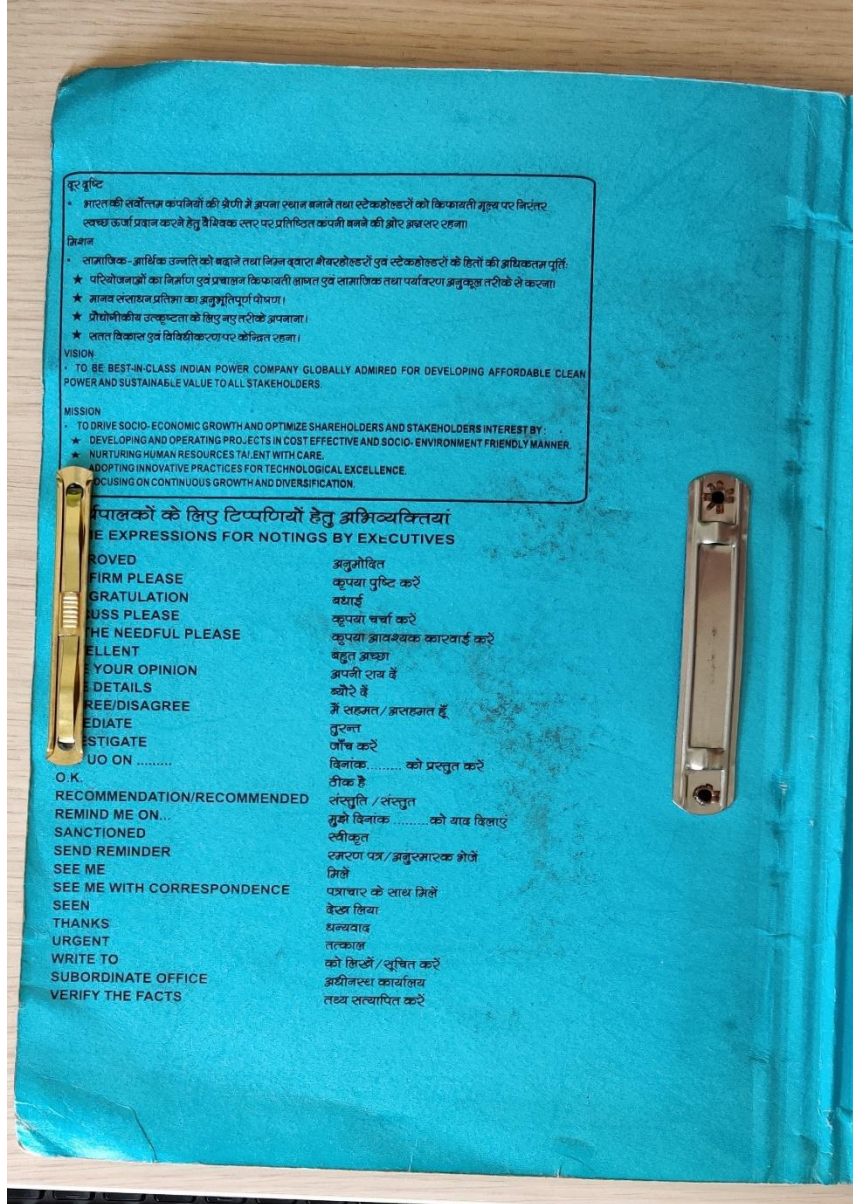 दूरदृष्टि
· भारत की सर्वोत्तम कंपनियों की श्रेणी में अपना स्थान बनाने तथा स्टेकहोल्डरों को किफायती मूल्य पर निरंतर
स्वच्छ ऊर्जा प्रदान करने हेतु वैश्विक स्तर पर प्रतिष्ठित कंपनी बनने की ओर अग्रसर रहना।
मिशन
· सामाजिक-आर्थिक उन्नति को बढ़ाने तथा निम्न द्वारा शेयरहोल्डरों एवं स्टेकहोल्डरों के हितों की अधिकतम पूर्तिः
★ परियोजनाओं का निर्माण एवं प्रचालन किफायती लागत एवं सामाजिक तथा पर्यावरण अनुकूल तरीके से करना।
★ मानव संसाधन प्रतिभा का अनुभूतिपूर्ण पोषण।
★ प्रौद्योगीकीय उत्कृष्टता के लिए नए तरीके अपनाना।
★ सतत विकास एवं विविधीकरण पर केन्द्रित रहना।
VISION
· TO BE BEST-IN-CLASS INDIAN POWER COMPANY GLOBALLY ADMIRED FOR DEVELOPING AFFORDABLE CLEAN
POWER AND SUSTAINABLE VALUE TO ALL STAKEHOLDERS.
MISSION
· TO DRIVE SOCIO- ECONOMIC GROWTH AND OPTIMIZE SHAREHOLDERS AND STAKEHOLDERS INTEREST BY :
★ DEVELOPING AND OPERATING PROJECTS IN COST EFFECTIVE AND SOCIO- ENVIRONMENT FRIENDLY MANNER.
★ NURTURING HUMAN RESOURCES TALENT WITH CARE.
ADOPTING INNOVATIVE PRACTICES FOR TECHNOLOGICAL EXCELLENCE.
OCUSING ON CONTINUOUS GROWTH AND DIVERSIFICATION.
पालकों के लिए टिप्पणियों हेतु अभिव्यक्तियां
E EXPRESSIONS FOR NOTINGS BY EXECUTIVES
ROVED अनुमोदित
FIRM PLEASE कृपया पुष्टि करें
GRATULATION बधाई
USS PLEASE कृपया चर्चा करें
THE NEEDFUL PLEASE कृपया आवश्यक कारवाई करें
ELLENT बहुत अच्छा
YOUR OPINION अपनी राय दें
DETAILS ब्यौरे दें
REE/DISAGREE मैं सहमत/असहमत हूँ
EDIATE तुरन्त
ESTIGATE जाँच करें
UO ON ......... दिनांक......... को प्रस्तुत करें
O.K. ठीक है
RECOMMENDATION/RECOMMENDED संस्तुति /संस्तुत
REMIND ME ON... मुझे दिनांक .........को याद दिलाएं
SANCTIONED स्वीकृत
SEND REMINDER स्मरण पत्र/अनुस्मारक भेजें
SEE ME मिलें
SEE ME WITH CORRESPONDENCE पत्राचार के साथ मिलें
SEEN देख लिया
THANKS धन्यवाद
URGENT तत्काल
WRITE TO को लिखें/सूचित करें
SUBORDINATE OFFICE अधीनस्थ कार्यालय
VERIFY THE FACTS तथ्य सत्यापित करें